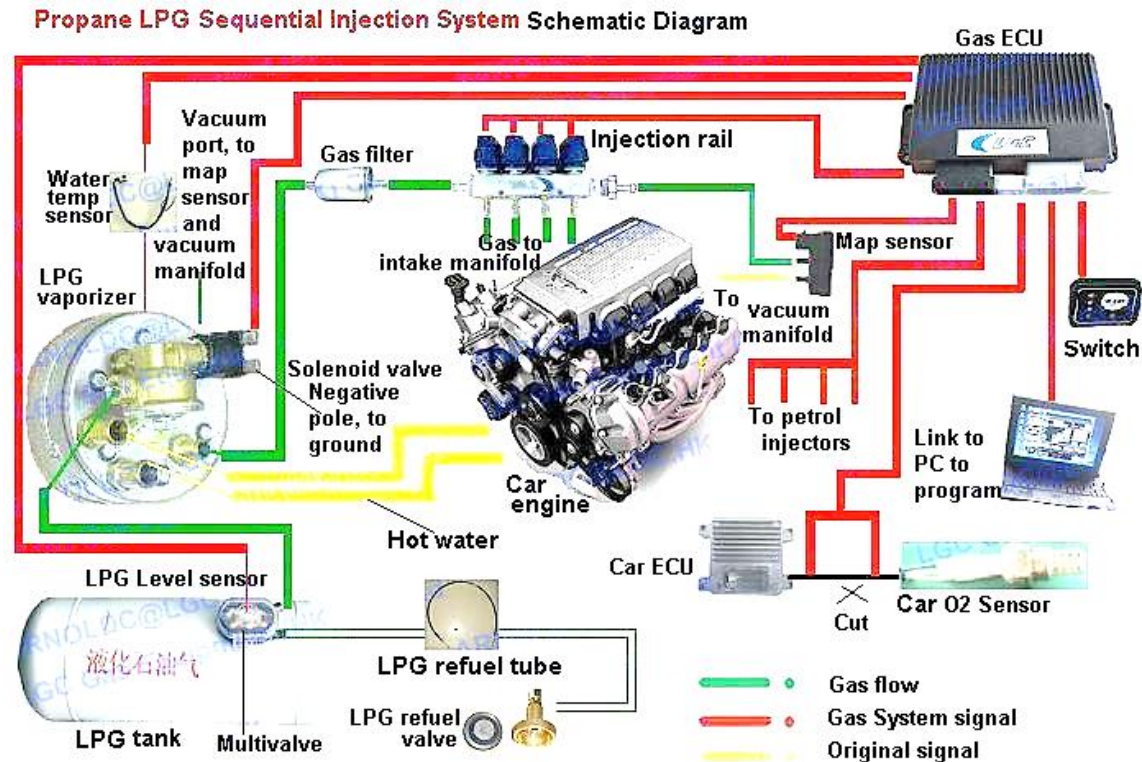 Propane LPG Sequential Injection System Schematic Diagram
Gas ECU
Vacuum
port, to
map
sensor
and
vacuum
manifold
Gas filter
Injection rail
Water
temp
sensor
Gas to
intake manifold
Map sensor
LPG
vaporizer
To
vacuum
manifold
Switch
Solenoid valve
Negative
pole, to
ground
To petrol
injectors
Link to
PC to
program
Car
engine
Hot water
LPG Level sensor
Car ECU
Car O2 Sensor
Cut
液化石油气
LPG refuel tube
LPG tank
Multivalve
LPG refuel
valve
Gas flow
Gas System signal
Original signal